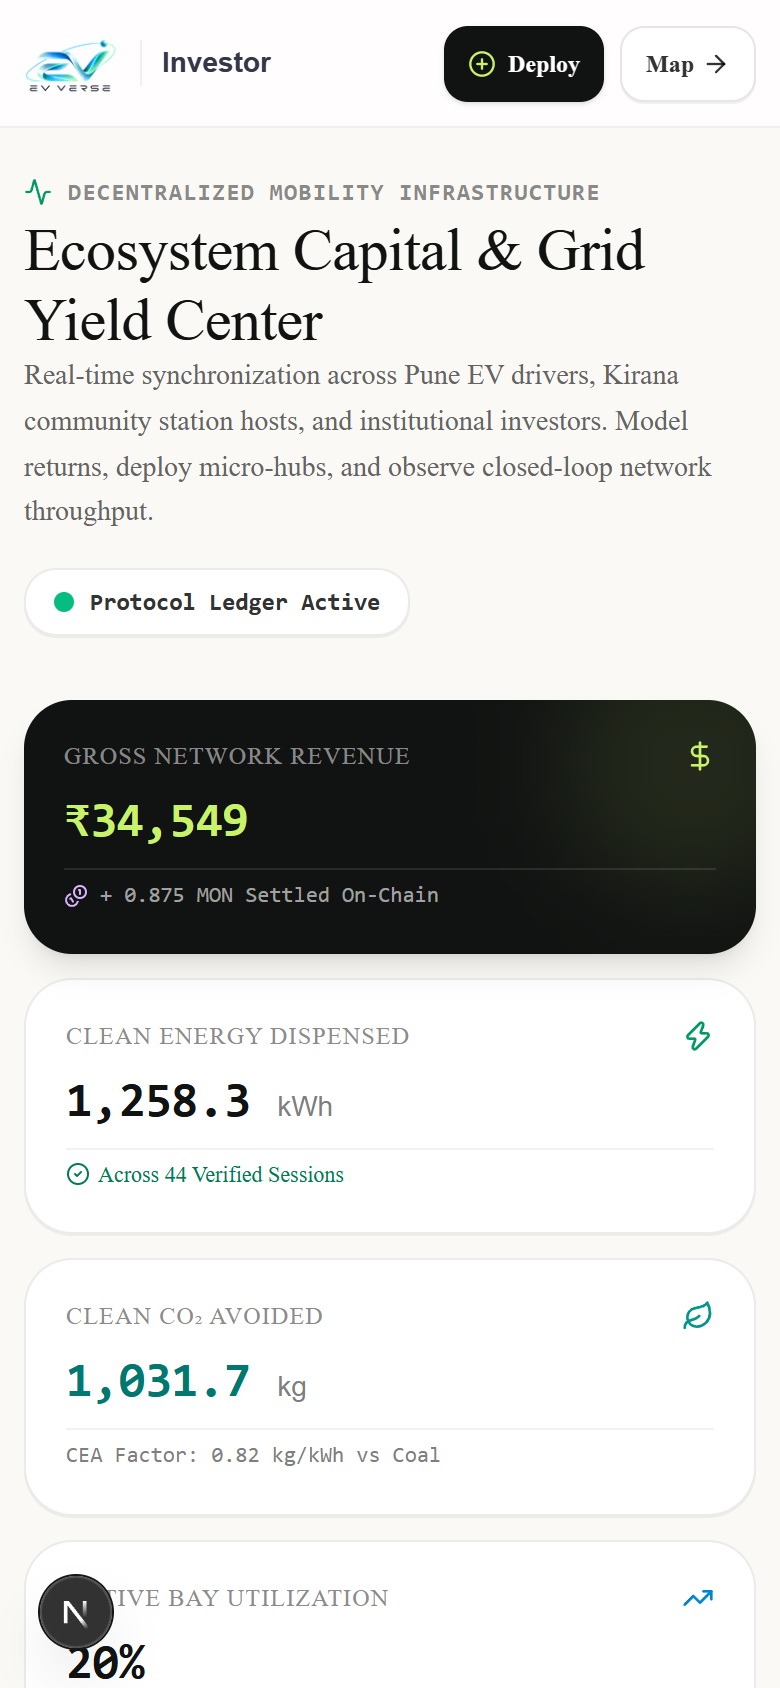 EV VERSE
Investor
Deploy
Map
DECENTRALIZED MOBILITY INFRASTRUCTURE
Ecosystem Capital & Grid
Yield Center
Real-time synchronization across Pune EV drivers, Kirana
community station hosts, and institutional investors. Model
returns, deploy micro-hubs, and observe closed-loop network
throughput.
Protocol Ledger Active
GROSS NETWORK REVENUE
₹34,549
+ 0.875 MON Settled On-Chain
CLEAN ENERGY DISPENSED
1,258.3 kWh
Across 44 Verified Sessions
CLEAN CO₂ AVOIDED
1,031.7 kg
CEA Factor: 0.82 kg/kWh vs Coal
BAY UTILIZATION
N
20%